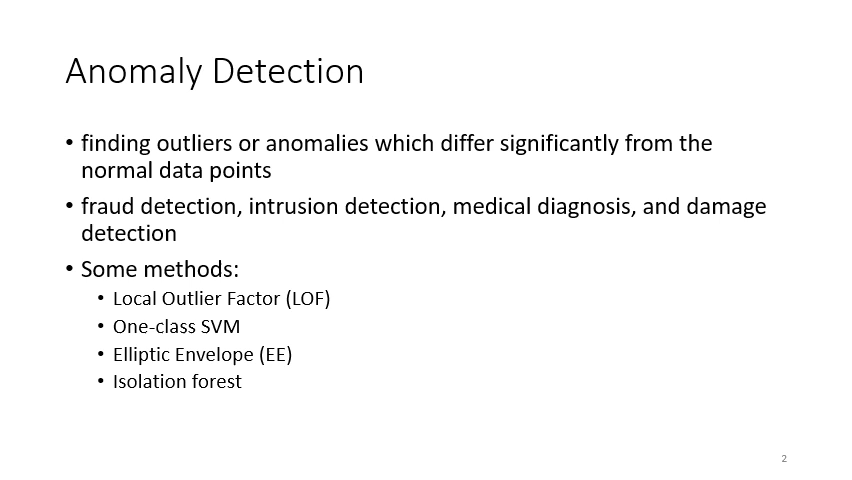 Anomaly Detection
• finding outliers or anomalies which differ significantly from the
normal data points
• fraud detection, intrusion detection, medical diagnosis, and damage
detection
• Some methods:
• Local Outlier Factor (LOF)
• One-class SVM
• Elliptic Envelope (EE)
• Isolation forest
2